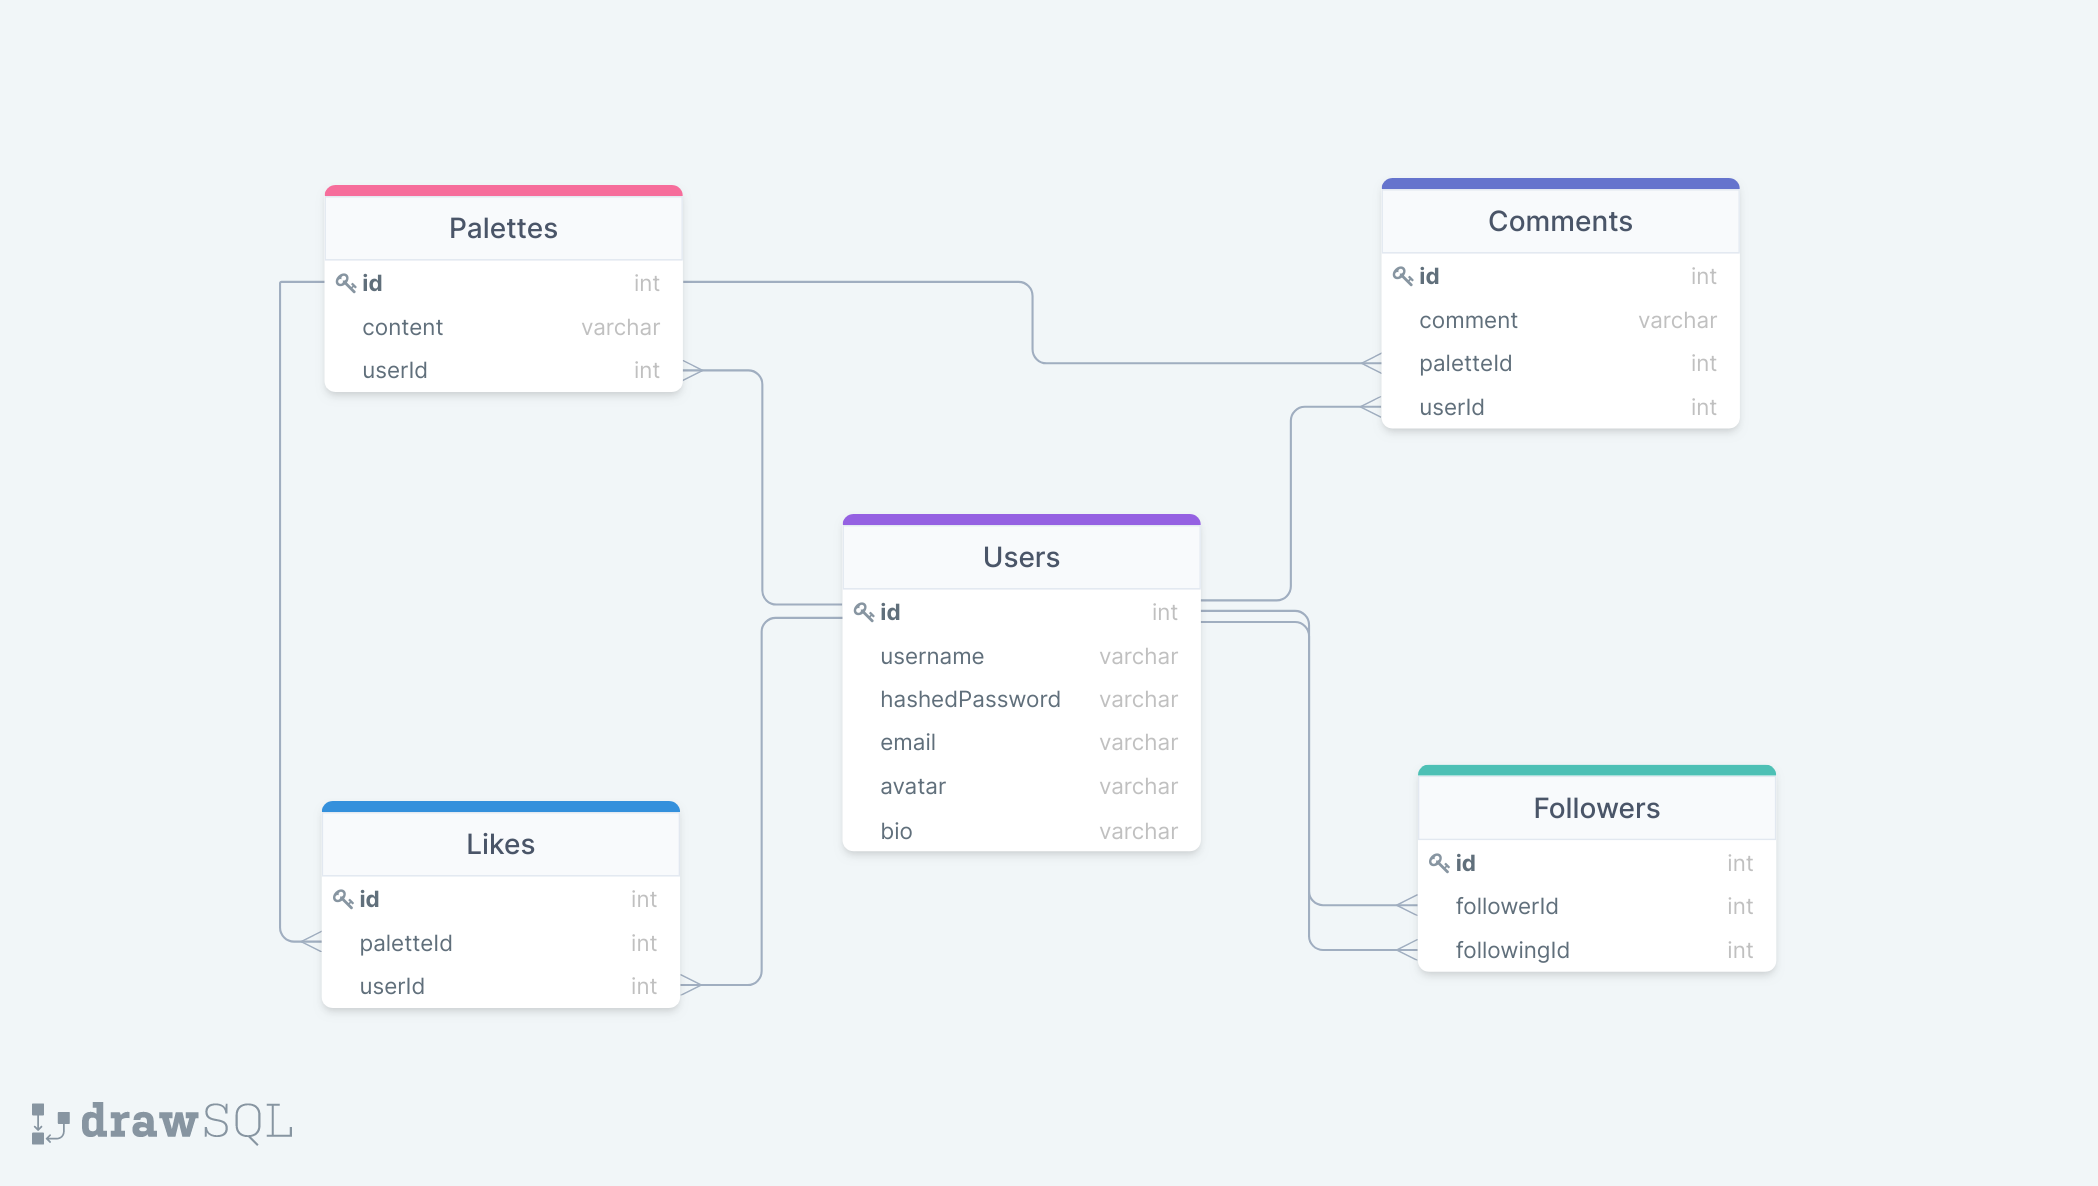 Palettes
id int
content varchar
userId int
Comments
id int
comment varchar
paletteId int
userId int
Users
id int
username varchar
hashedPassword varchar
email varchar
avatar varchar
bio varchar
Likes
id int
paletteId int
userId int
Followers
id int
followerId int
followingId int
drawSQL